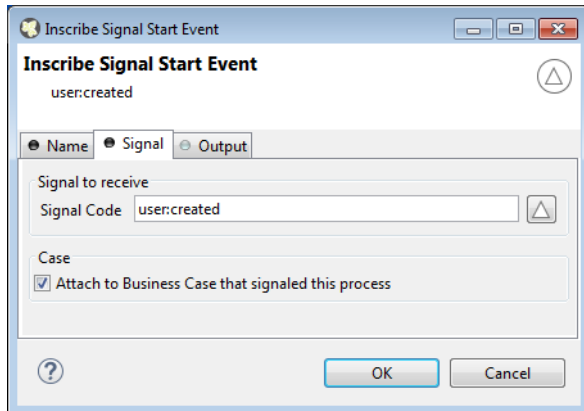 Inscribe Signal Start Event
Inscribe Signal Start Event
user:created
Name Signal Output
Signal to receive
Signal Code user:created
Case
Attach to Business Case that signaled this process
? OK Cancel